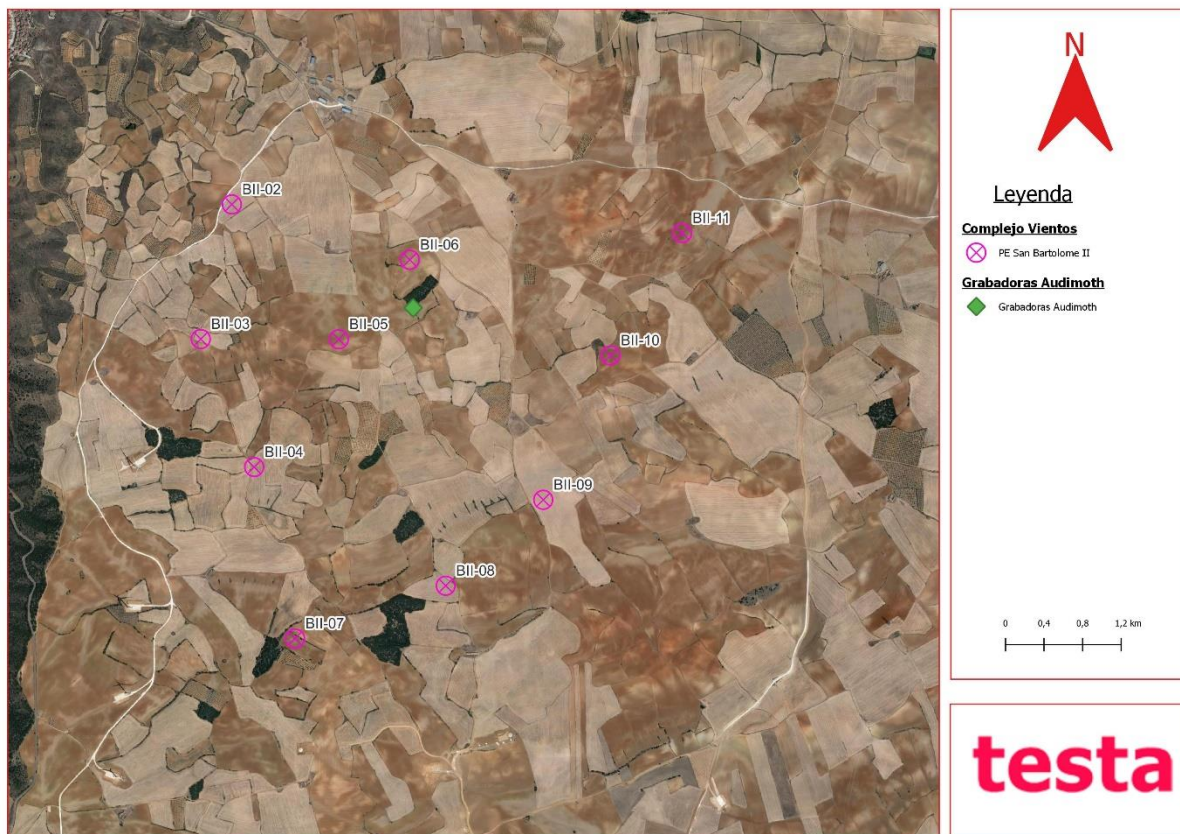 BII-02
BII-11
BII-06
BII-03
BII-05
BII-10
BII-04
BII-09
BII-08
BII-07
N
Leyenda
Complejo Vientos
PE San Bartolome II
Grabadoras Audimoth
Grabadoras Audimoth
0 0,4 0,8 1,2 km
testa